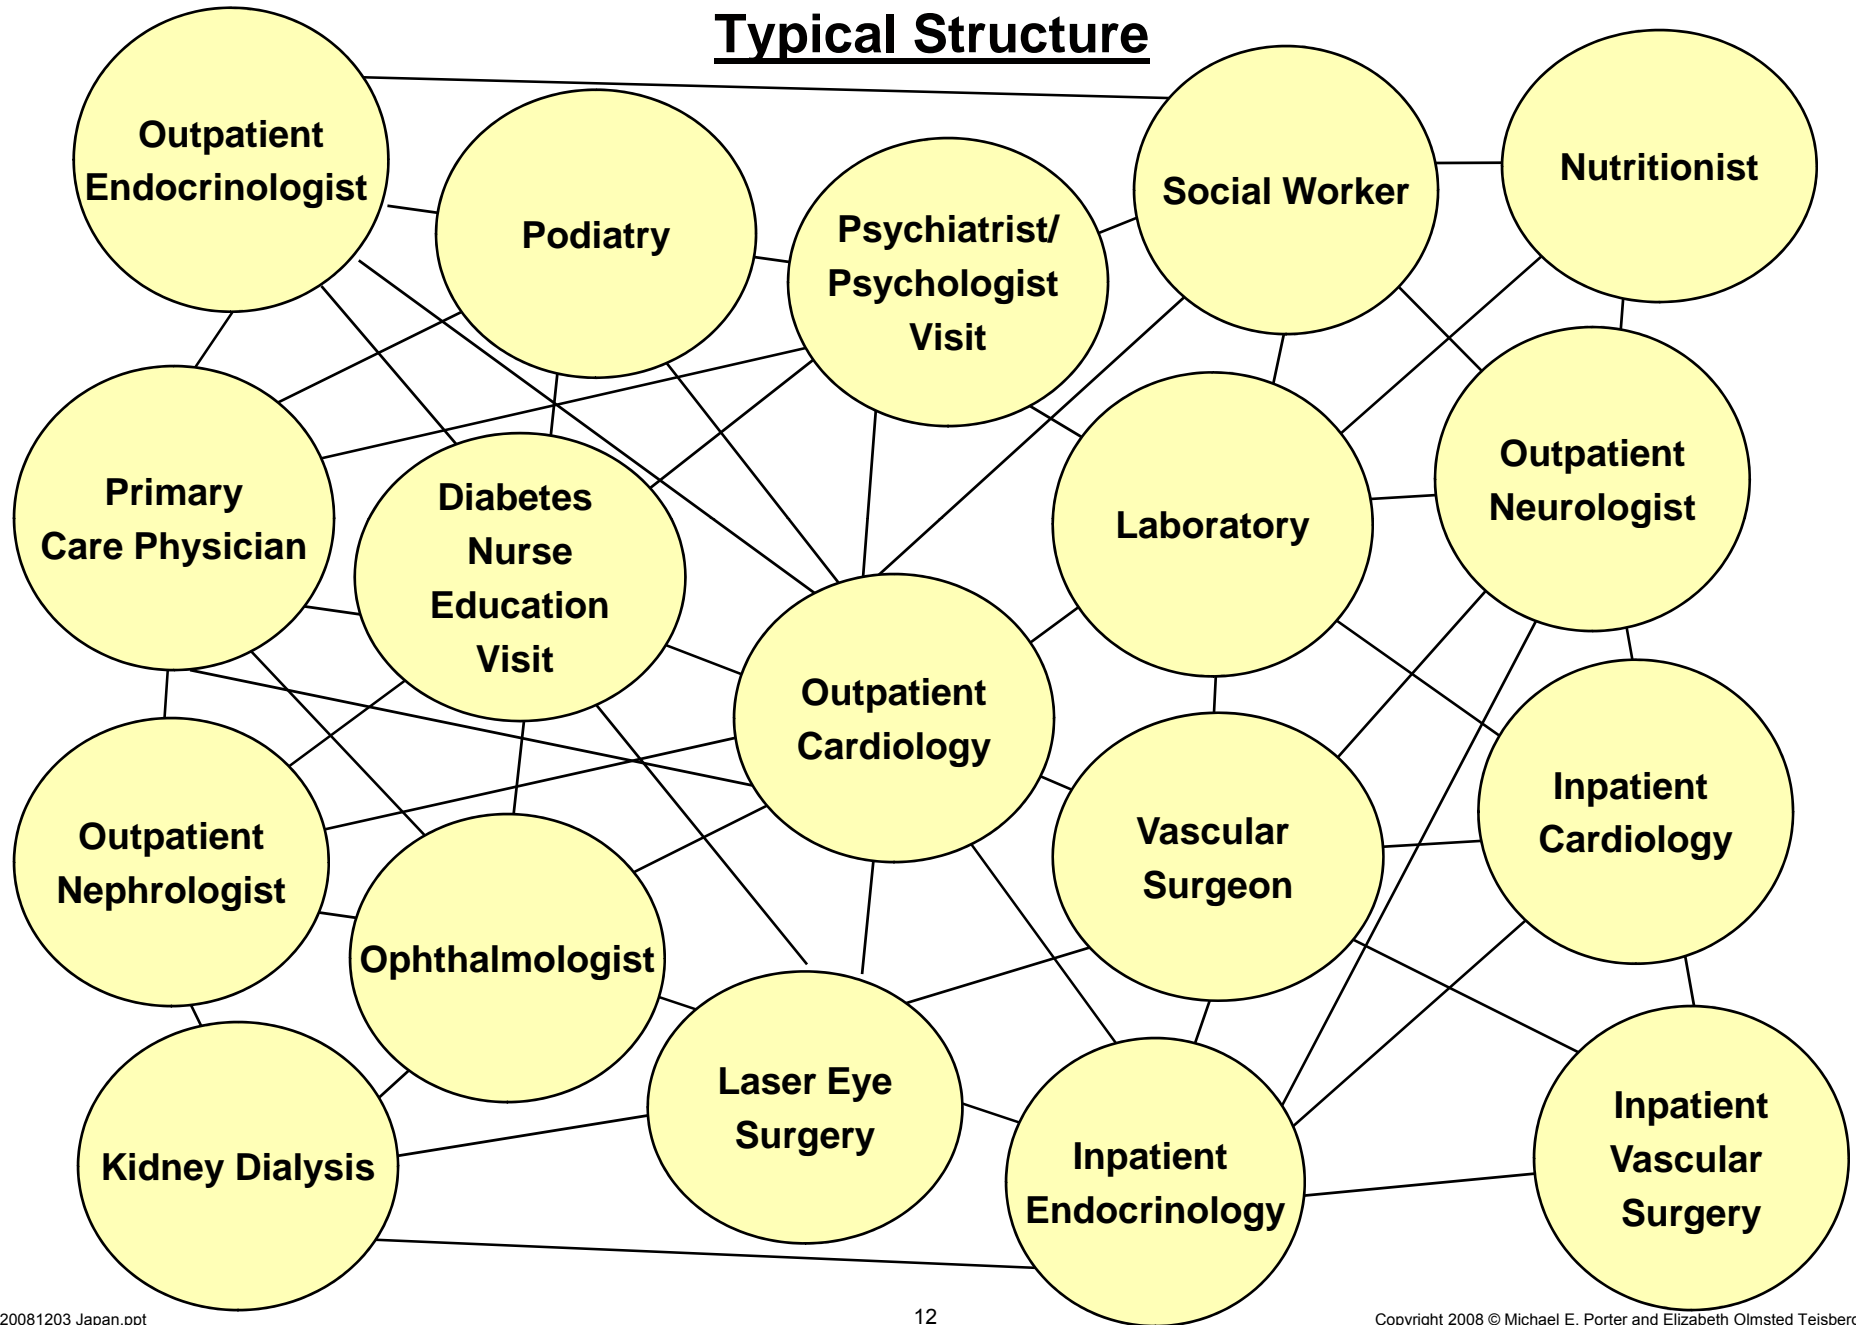 Typical Structure
Outpatient
Endocrinologist
Podiatry
Psychiatrist/
Psychologist
Visit
Social Worker
Nutritionist
Primary
Care Physician
Diabetes
Nurse
Education
Visit
Laboratory
Outpatient
Neurologist
Outpatient
Cardiology
Outpatient
Nephrologist
Ophthalmologist
Vascular
Surgeon
Inpatient
Cardiology
Kidney Dialysis
Laser Eye
Surgery
Inpatient
Endocrinology
Inpatient
Vascular
Surgery
20081203 Japan.ppt
12
Copyright 2008 © Michael E. Porter and Elizabeth Olmsted Teisberg